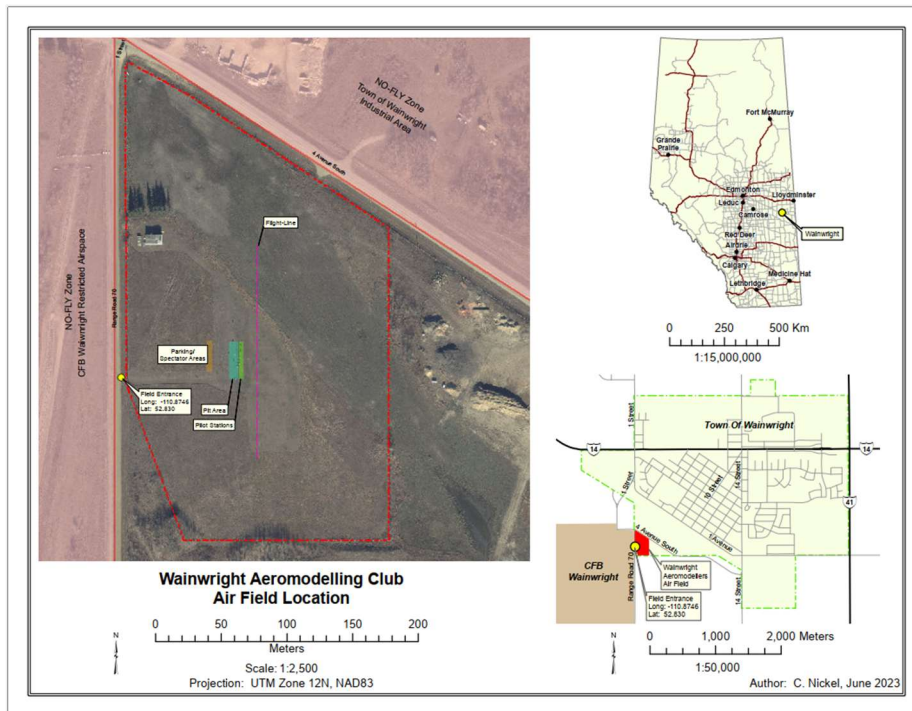 1 Street
NO-FLY Zone
Town of Wainwright
Industrial Area
4 Avenue South
NO-FLY Zone
CFB Waiwnright Restricted Airspace
Range Road 70
Flight-Line
Parking/
Spectator Areas
Field Entrance
Long: -110.8746
Lat: 52.830
Pit Area
Pilot Stations
Wainwright Aeromodelling Club
Air Field Location
N
0 50 100 150 200
Meters
Scale: 1:2,500
Projection: UTM Zone 12N, NAD83
Fort McMurray
Grande
Prairie
Edmonton
Lloydminster
Leduc
Camrose
Wainwright
Red Deer
Airdrie
Calgary
Medicine Hat
Lethbridge
0 250 500 Km
1:15,000,000
1 Street
Town Of Wainwright
14
14
14 Street
10 Street
1 Street
41
1 Avenue
4 Avenue South
CFB
Wainwright
Range Road 70
Wainwright
Aeromodellers
Air Field
14 Street
Field Entrance
Long: -110.8746
Lat: 52.830
N
0 1,000 2,000 Meters
1:50,000
Author: C. Nickel, June 2023